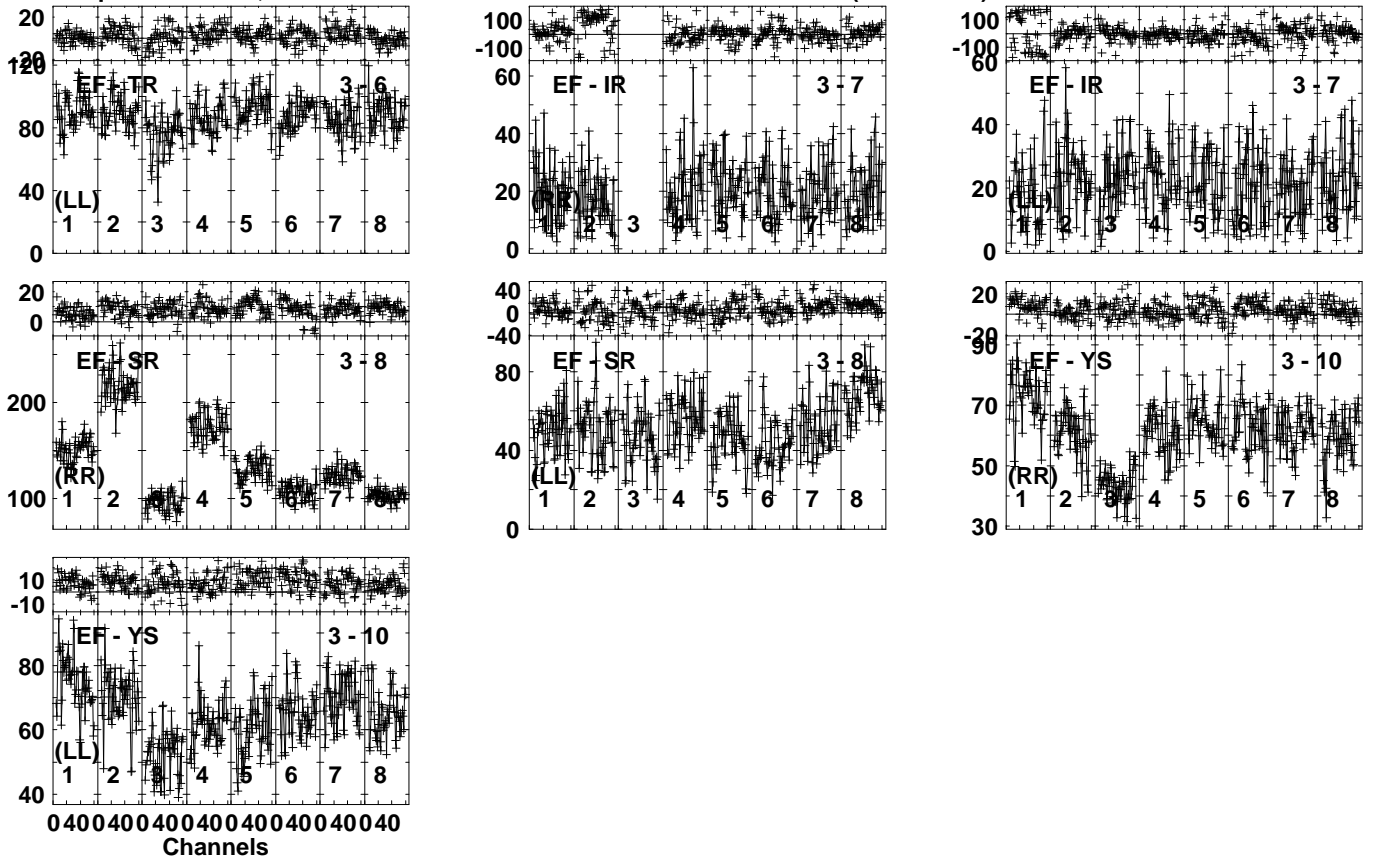 20
-20
120
80
40
0
EF - TR 3 - 6
(LL)
1 2 3 4 5 6 7 8
100
-100
60
40
20
0
EF - IR 3 - 7
(RR)
1 2 3 4 5 6 7 8
100
-100
60
40
20
0
EF - IR 3 - 7
(LL)
1 2 3 4 5 6 7 8
20
0
200
100
EF - SR 3 - 8
(RR)
1 2 3 4 5 6 7 8
40
0
-40
80
40
0
EF - SR 3 - 8
(LL)
1 2 3 4 5 6 7 8
20
-20
90
70
50
30
EF - YS 3 - 10
(RR)
1 2 3 4 5 6 7 8
10
-10
80
60
40
EF - YS 3 - 10
(LL)
1 2 3 4 5 6 7 8
0 40 0 40 0 40 0 40 0 40 0 40 0 40 0 40
Channels